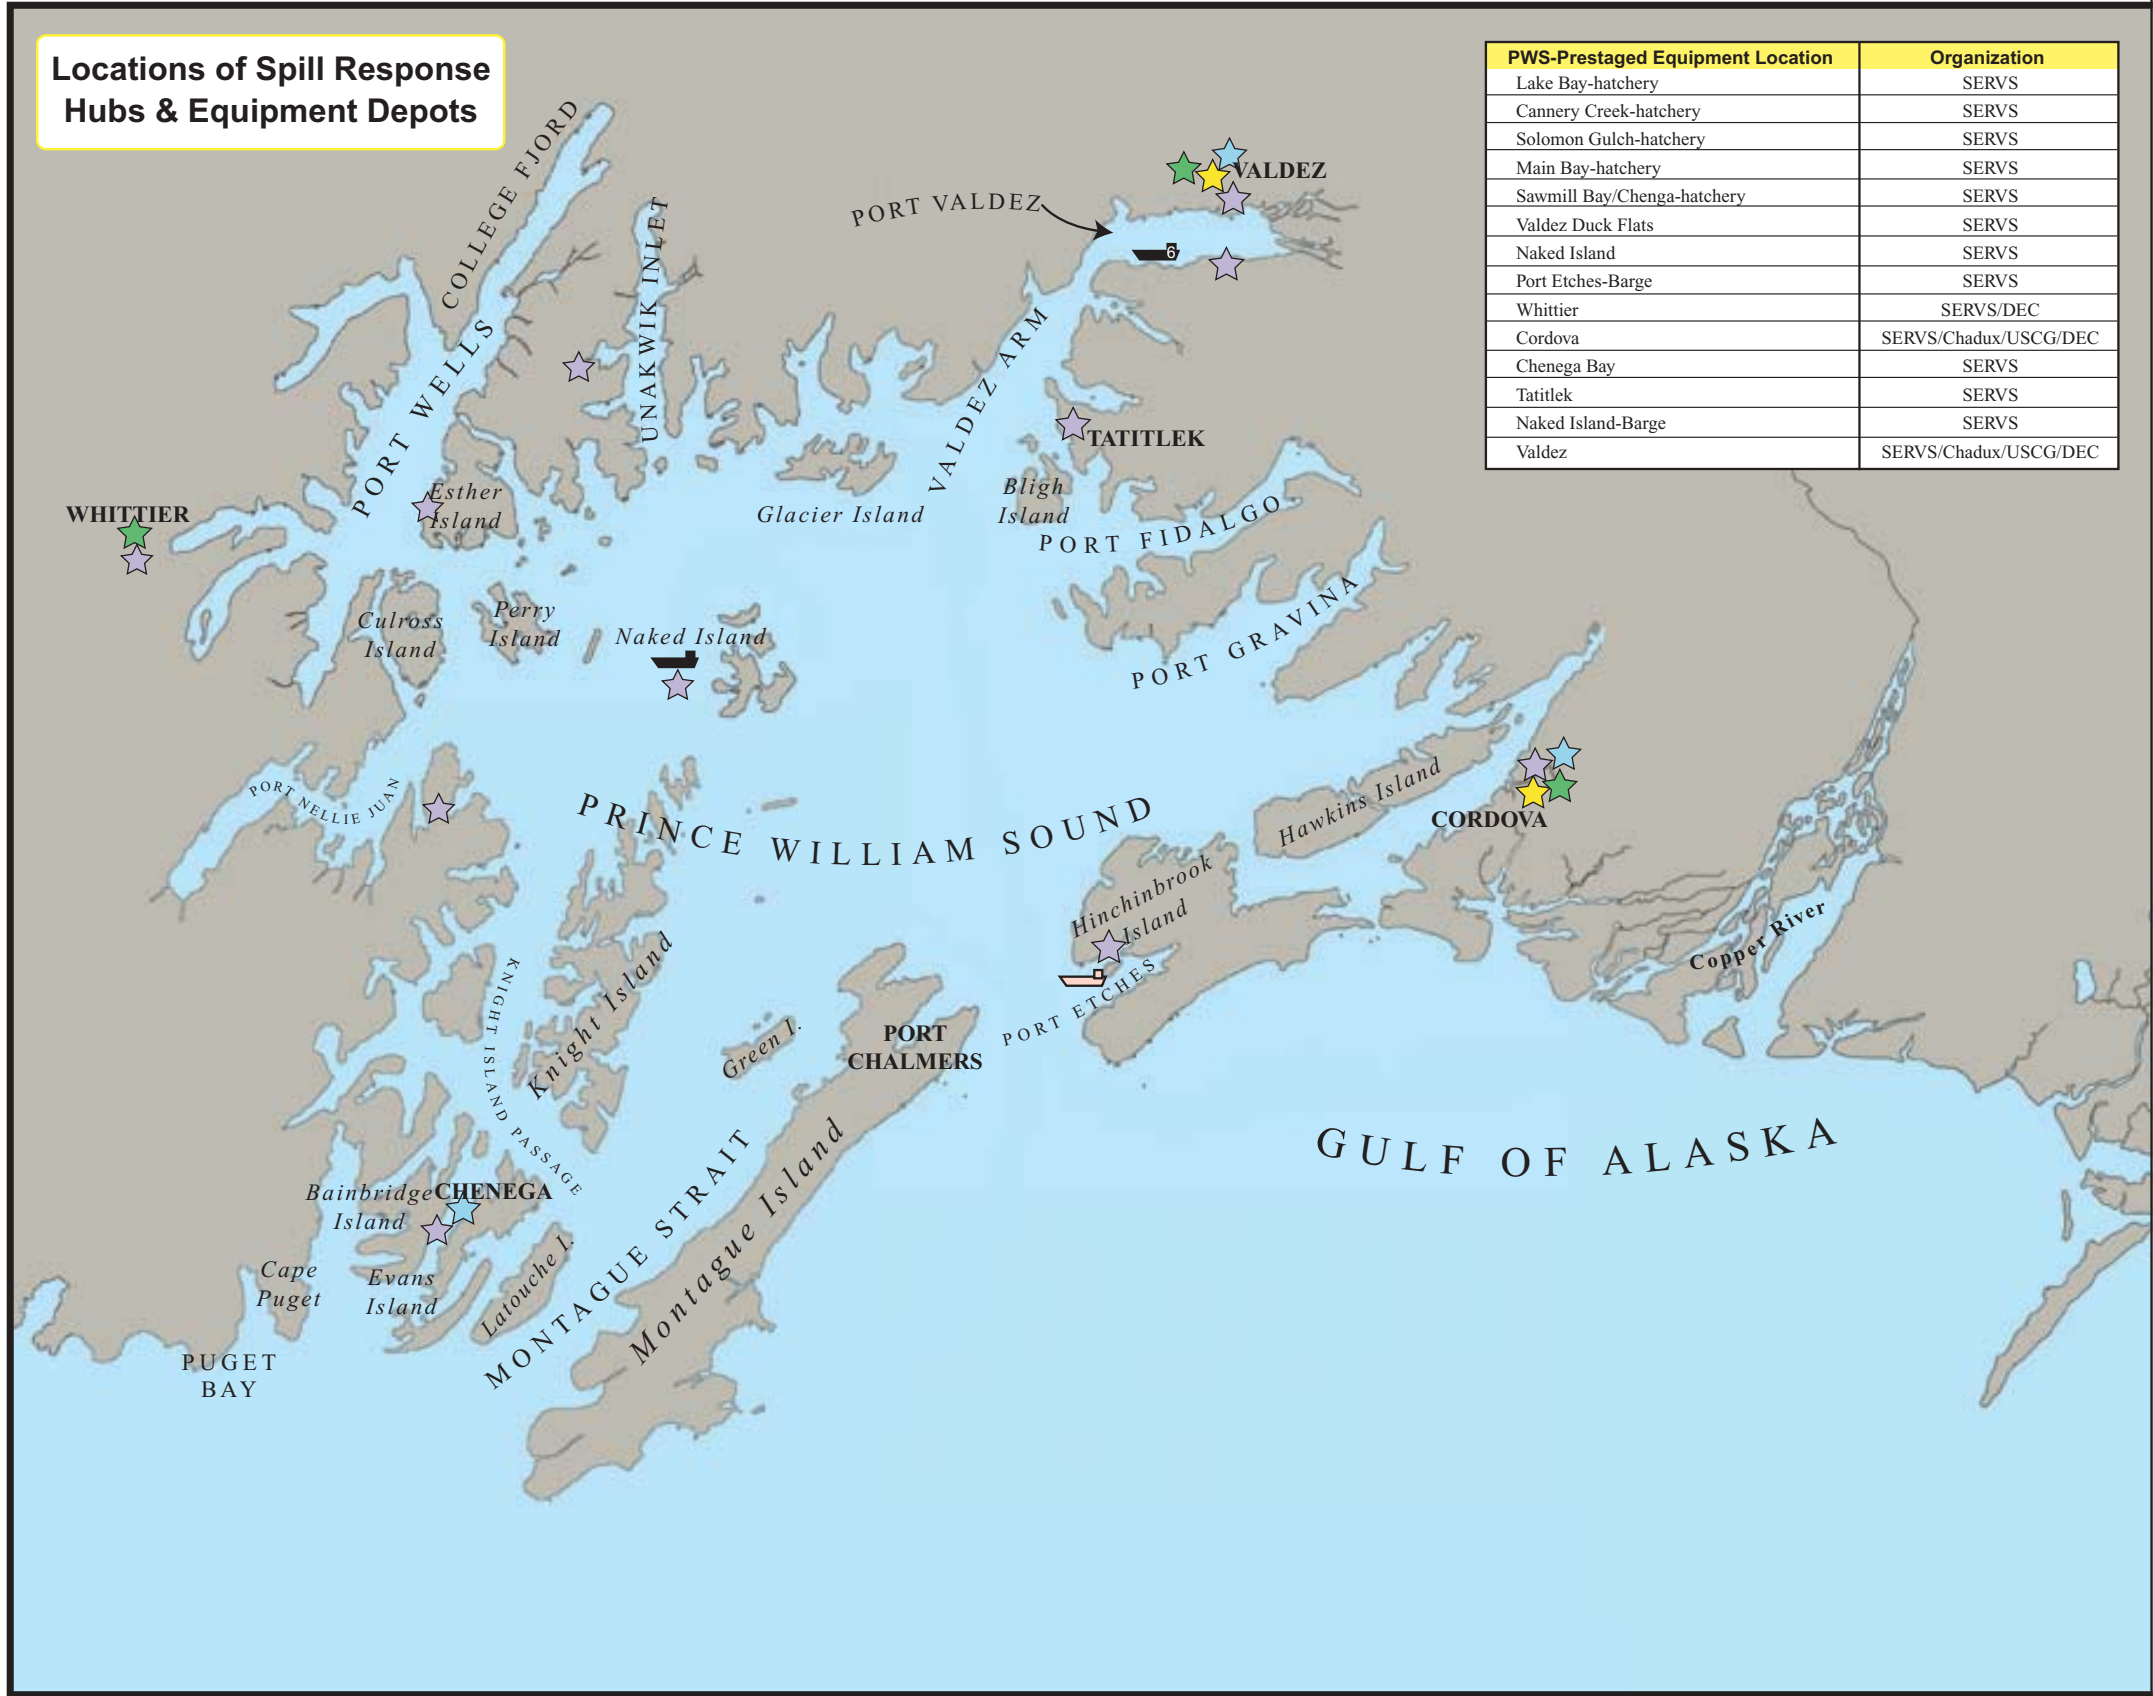 Locations of Spill Response
Hubs & Equipment Depots
PWS-Prestaged Equipment Location Organization
Lake Bay-hatchery SERVS
Cannery Creek-hatchery SERVS
Solomon Gulch-hatchery SERVS
Main Bay-hatchery SERVS
Sawmill Bay/Chenga-hatchery SERVS
Valdez Duck Flats SERVS
Naked Island SERVS
Port Etches-Barge SERVS
Whittier SERVS/DEC
Cordova SERVS/Chadux/USCG/DEC
Chenega Bay SERVS
Tatitlek SERVS
Naked Island-Barge SERVS
Valdez SERVS/Chadux/USCG/DEC
COLLEGE FJORD
VALDEZ
PORT VALDEZ
6
UNAKWIK INLET
PORT WELLS
VALDEZ ARM
TATITLEK
WHITTIER
Esther
Island
Glacier Island
Bligh
Island
PORT FIDALGO
PORT GRAVINA
Culross
Island
Perry
Island
Naked Island
PORT NELLIE JUAN
PRINCE WILLIAM SOUND
Hawkins Island
CORDOVA
Hinchinbrook
Island
Copper River
KNIGHT ISLAND PASSAGE
Knight Island
Green I.
PORT
CHALMERS
PORT ETCHES
GULF OF ALASKA
Bainbridge
Island
CHENEGA
MONTAGUE STRAIT
Montague Island
Latouche I.
Cape
Puget
Evans
Island
PUGET
BAY